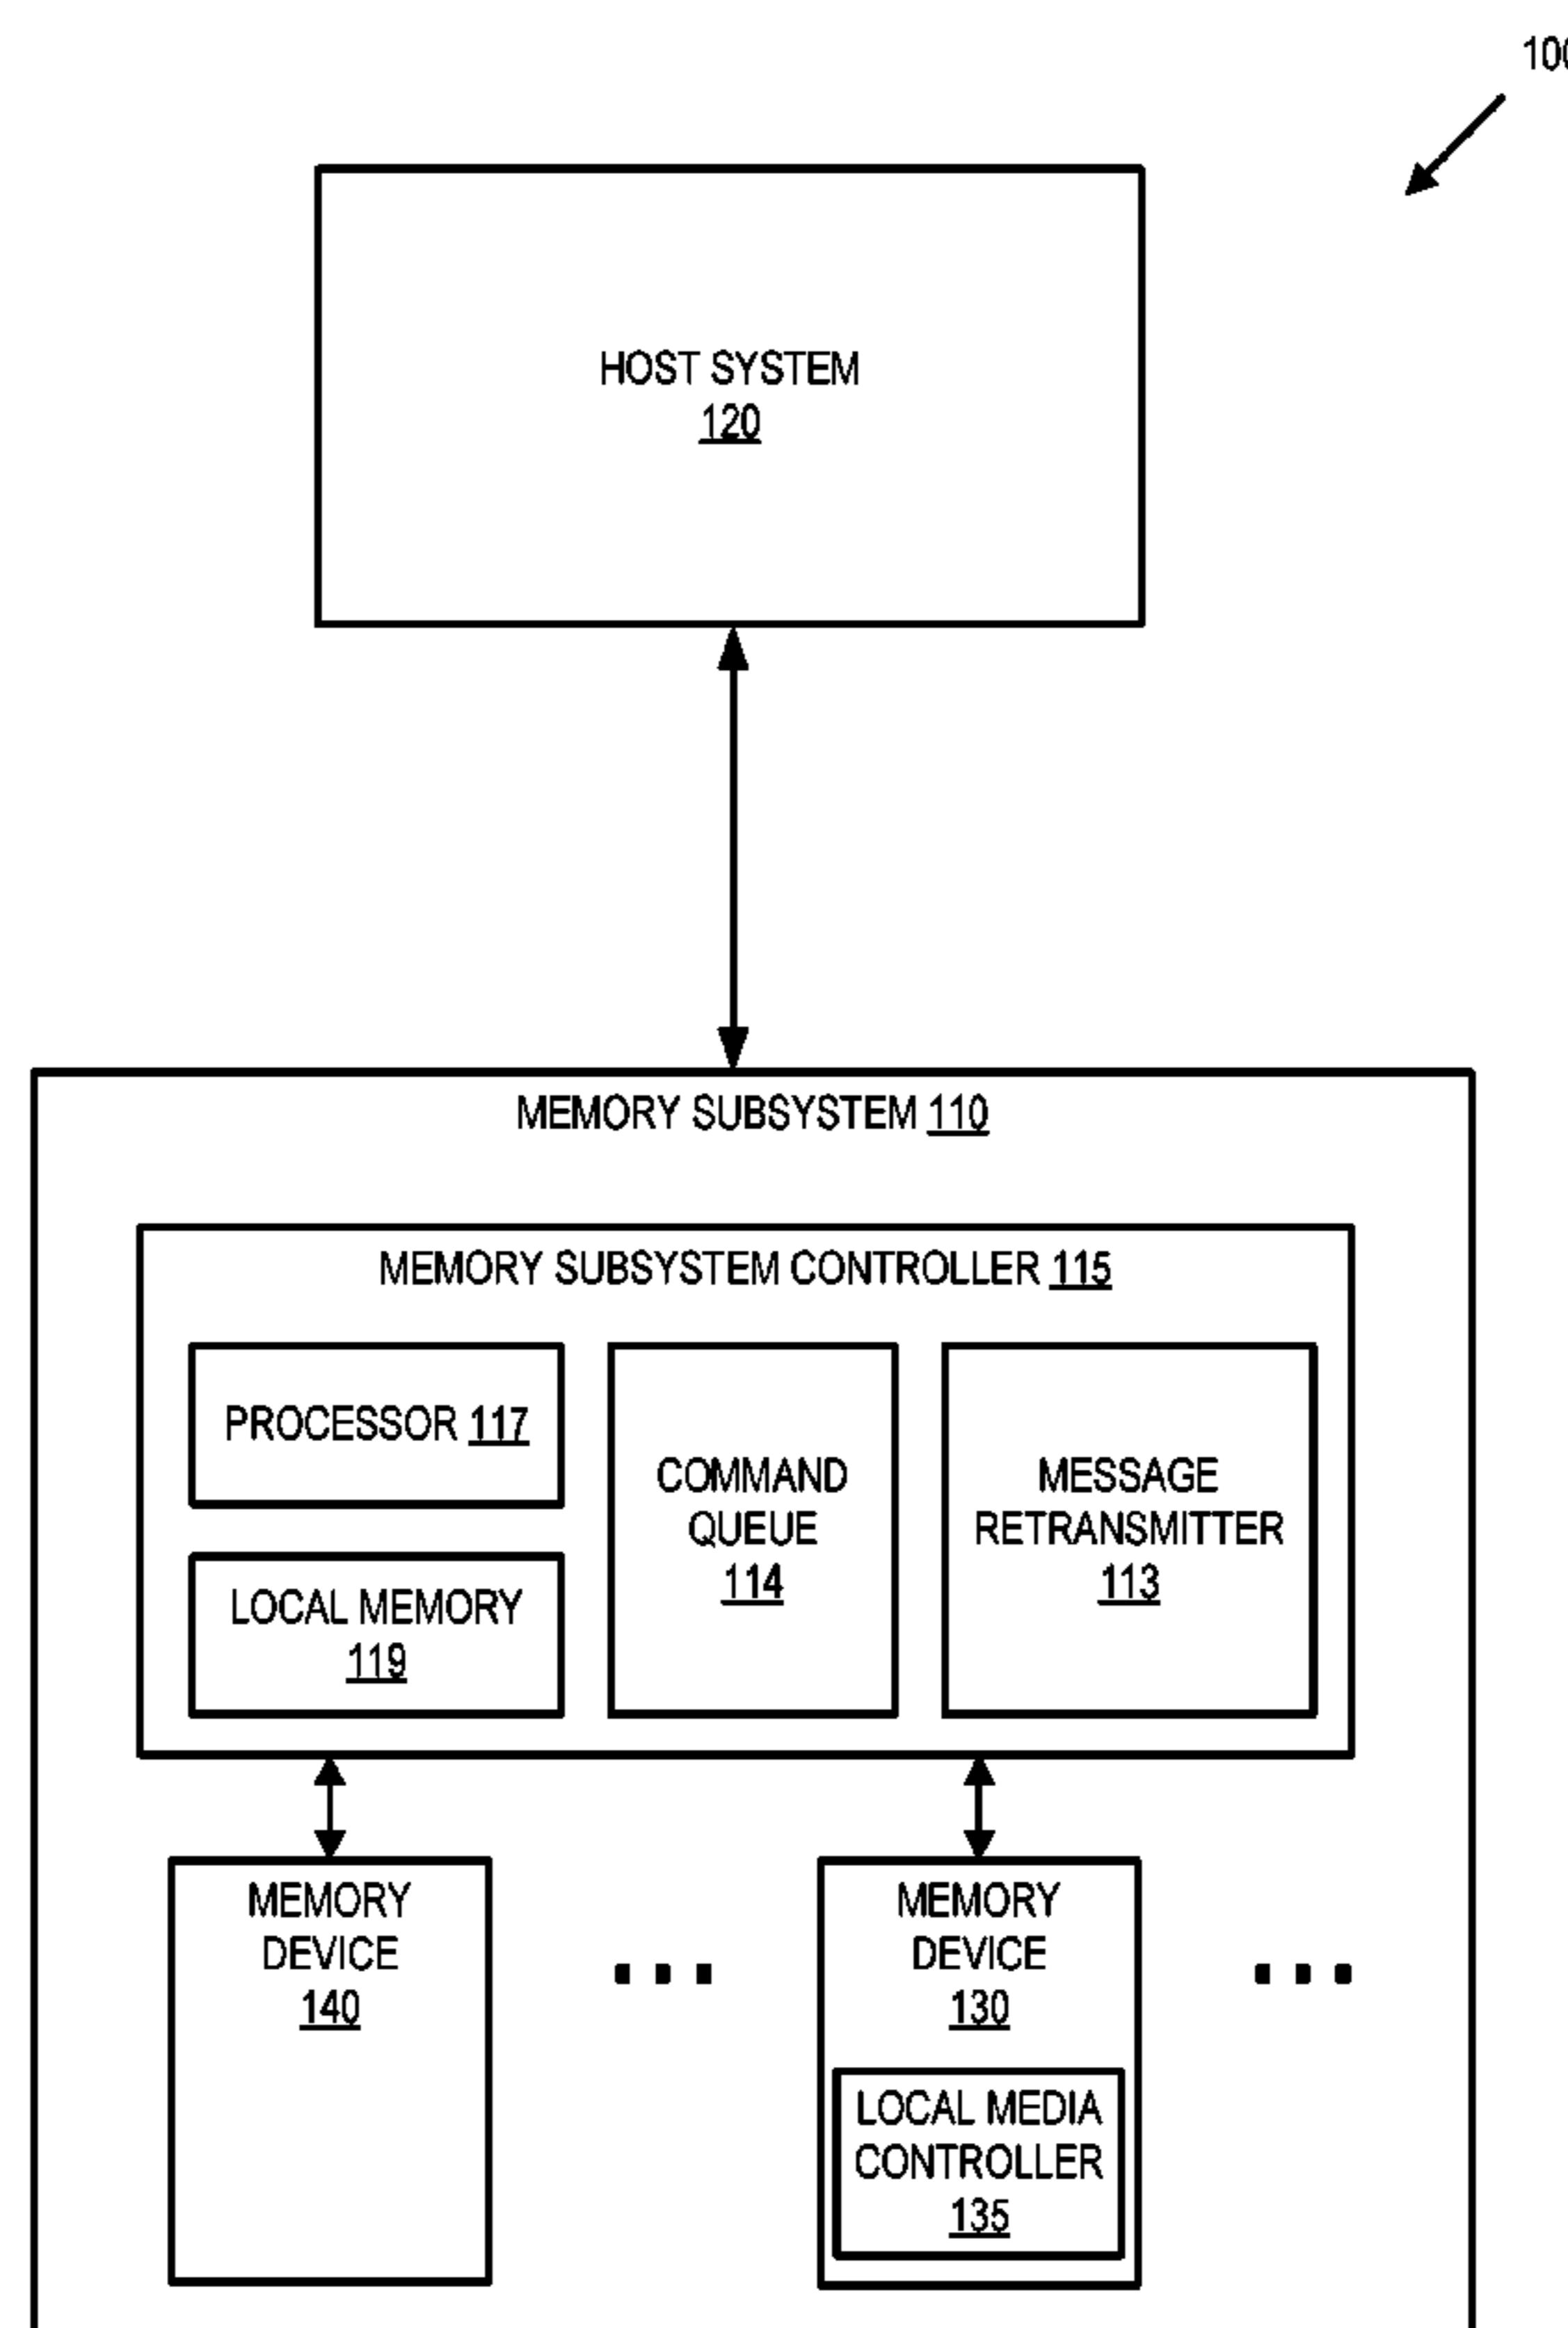 100
HOST SYSTEM
120
MEMORY SUBSYSTEM 110
MEMORY SUBSYSTEM CONTROLLER 115
PROCESSOR 117
LOCAL MEMORY
119
COMMAND
QUEUE
114
MESSAGE
RETRANSMITTER
113
MEMORY
DEVICE
140
MEMORY
DEVICE
130
LOCAL MEDIA
CONTROLLER
135